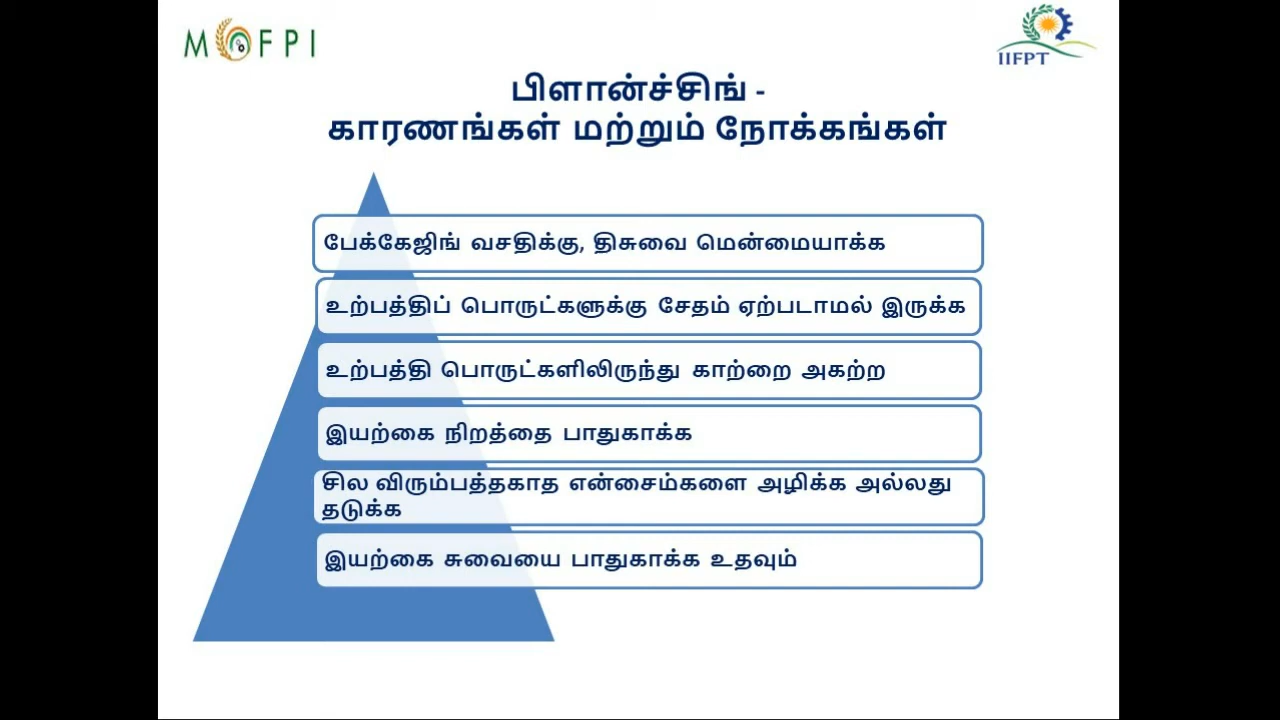 MOFPI
IIFPT
பிளான்ச்சிங் -
காரணங்கள் மற்றும் நோக்கங்கள்
பேக்கேஜிங் வசதிக்கு, திசுவை மென்மையாக்க
உற்பத்திப் பொருட்களுக்கு சேதம் ஏற்படாமல் இருக்க
உற்பத்தி பொருட்களிலிருந்து காற்றை அகற்ற
இயற்கை நிறத்தை பாதுகாக்க
சில விரும்பத்தகாத என்சைம்களை அழிக்க அல்லது
தடுக்க
இயற்கை சுவையை பாதுகாக்க உதவும்